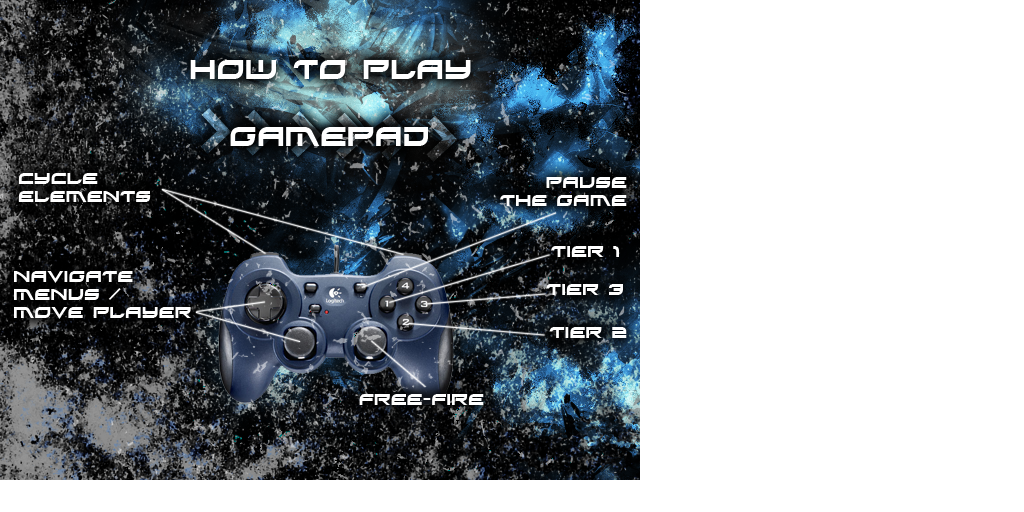 HOW TO PLAY
GAMEPAD
CYCLE
ELEMENTS
PAUSE
THE GAME
TIER 1
NAVIGATE
MENUS /
MOVE PLAYER
TIER 3
TIER 2
FREE-FIRE
Logitech
4
1
3
2